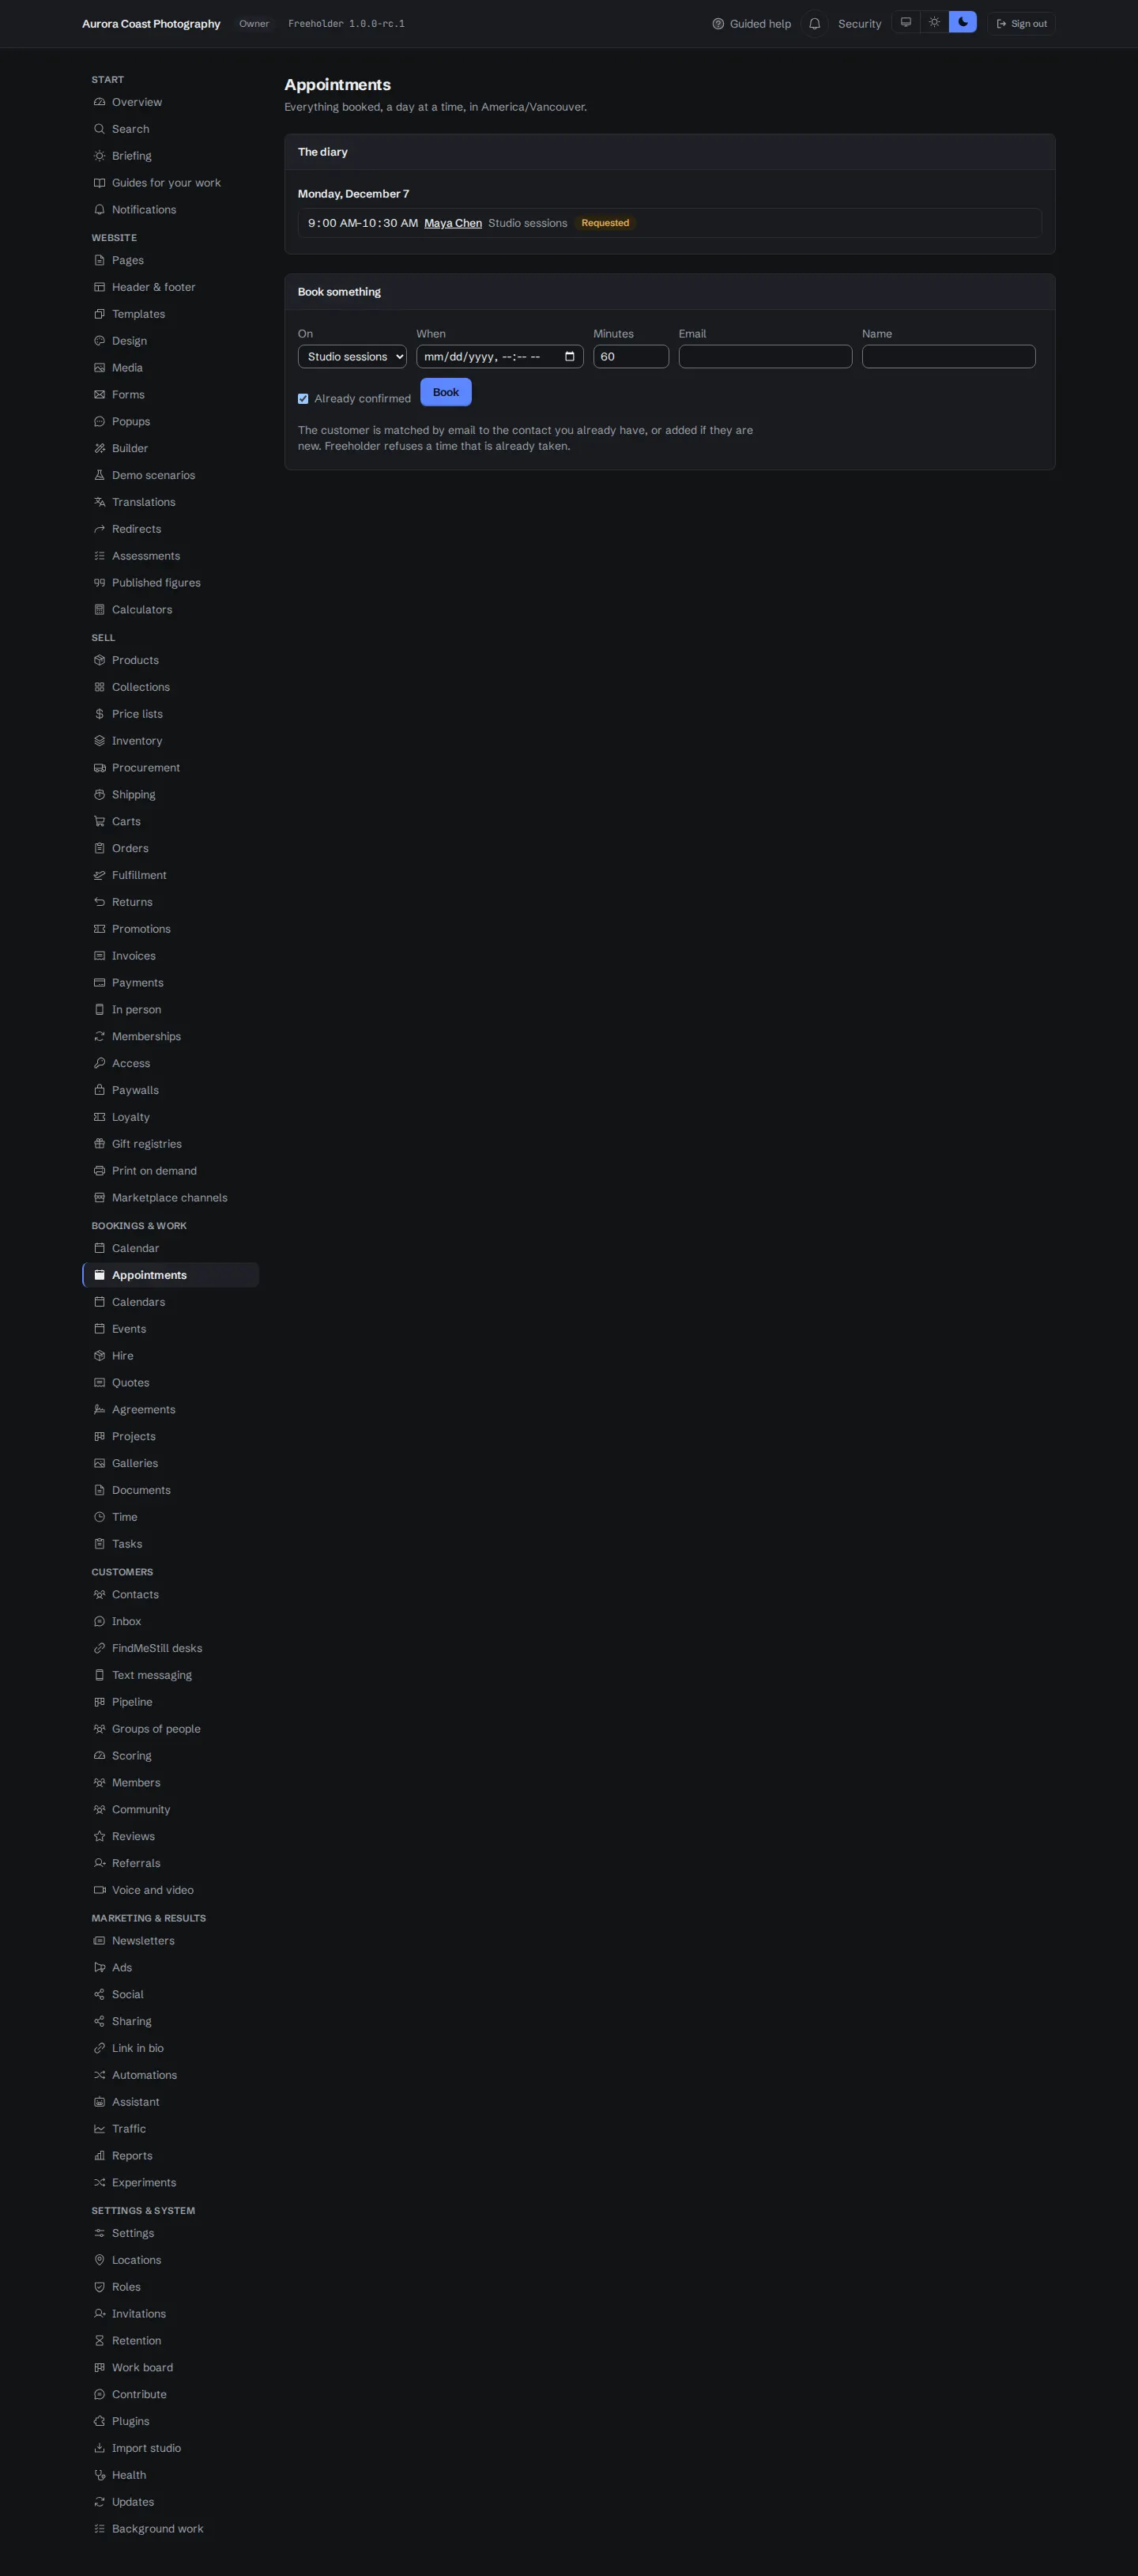 Aurora Coast Photography Owner Freeholder 1.0.0-rc.1 Guided help Security Sign out
START
Overview
Search
Briefing
Guides for your work
Notifications
WEBSITE
Pages
Header & footer
Templates
Design
Media
Forms
Popups
Builder
Demo scenarios
Translations
Redirects
Assessments
Published figures
Calculators
SELL
Products
Collections
Price lists
Inventory
Procurement
Shipping
Carts
Orders
Fulfillment
Returns
Promotions
Invoices
Payments
In person
Memberships
Access
Paywalls
Loyalty
Gift registries
Print on demand
Marketplace channels
BOOKINGS & WORK
Calendar
Appointments
Calendars
Events
Hire
Quotes
Agreements
Projects
Galleries
Documents
Time
Tasks
CUSTOMERS
Contacts
Inbox
FindMeStill desks
Text messaging
Pipeline
Groups of people
Scoring
Members
Community
Reviews
Referrals
Voice and video
MARKETING & RESULTS
Newsletters
Ads
Social
Sharing
Link in bio
Automations
Assistant
Traffic
Reports
Experiments
SETTINGS & SYSTEM
Settings
Locations
Roles
Invitations
Retention
Work board
Contribute
Plugins
Import studio
Health
Updates
Background work
Appointments
Everything booked, a day at a time, in America/Vancouver.
The diary
Monday, December 7
9:00 AM–10:30 AM Maya Chen Studio sessions Requested
Book something
On When Minutes Email Name
Studio sessions mm/dd/yyyy, --:-- -- 60
Already confirmed Book
The customer is matched by email to the contact you already have, or added if they are
new. Freeholder refuses a time that is already taken.